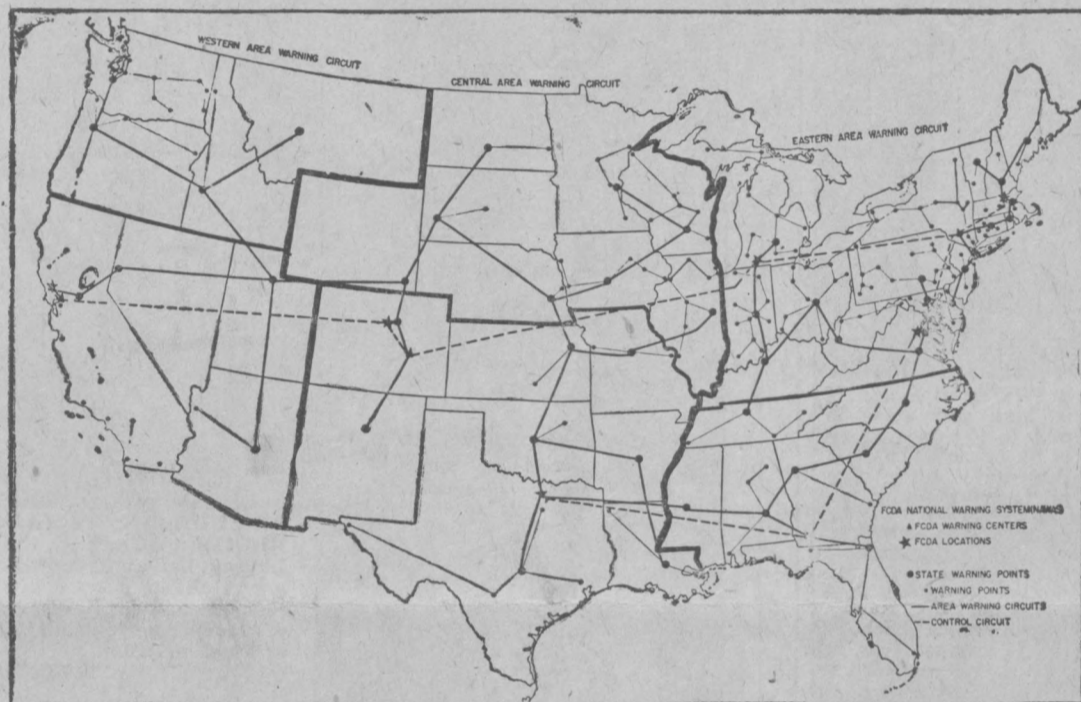 WESTERN AREA WARNING CIRCUIT
CENTRAL AREA WARNING CIRCUIT
EASTERN AREA WARNING CIRCUIT
FCDA NATIONAL WARNING SYSTEM(NAWAS)
FCDA WARNING CENTERS
FCDA LOCATIONS
STATE WARNING POINTS
WARNING POINTS
AREA WARNING CIRCUITS
CONTROL CIRCUIT